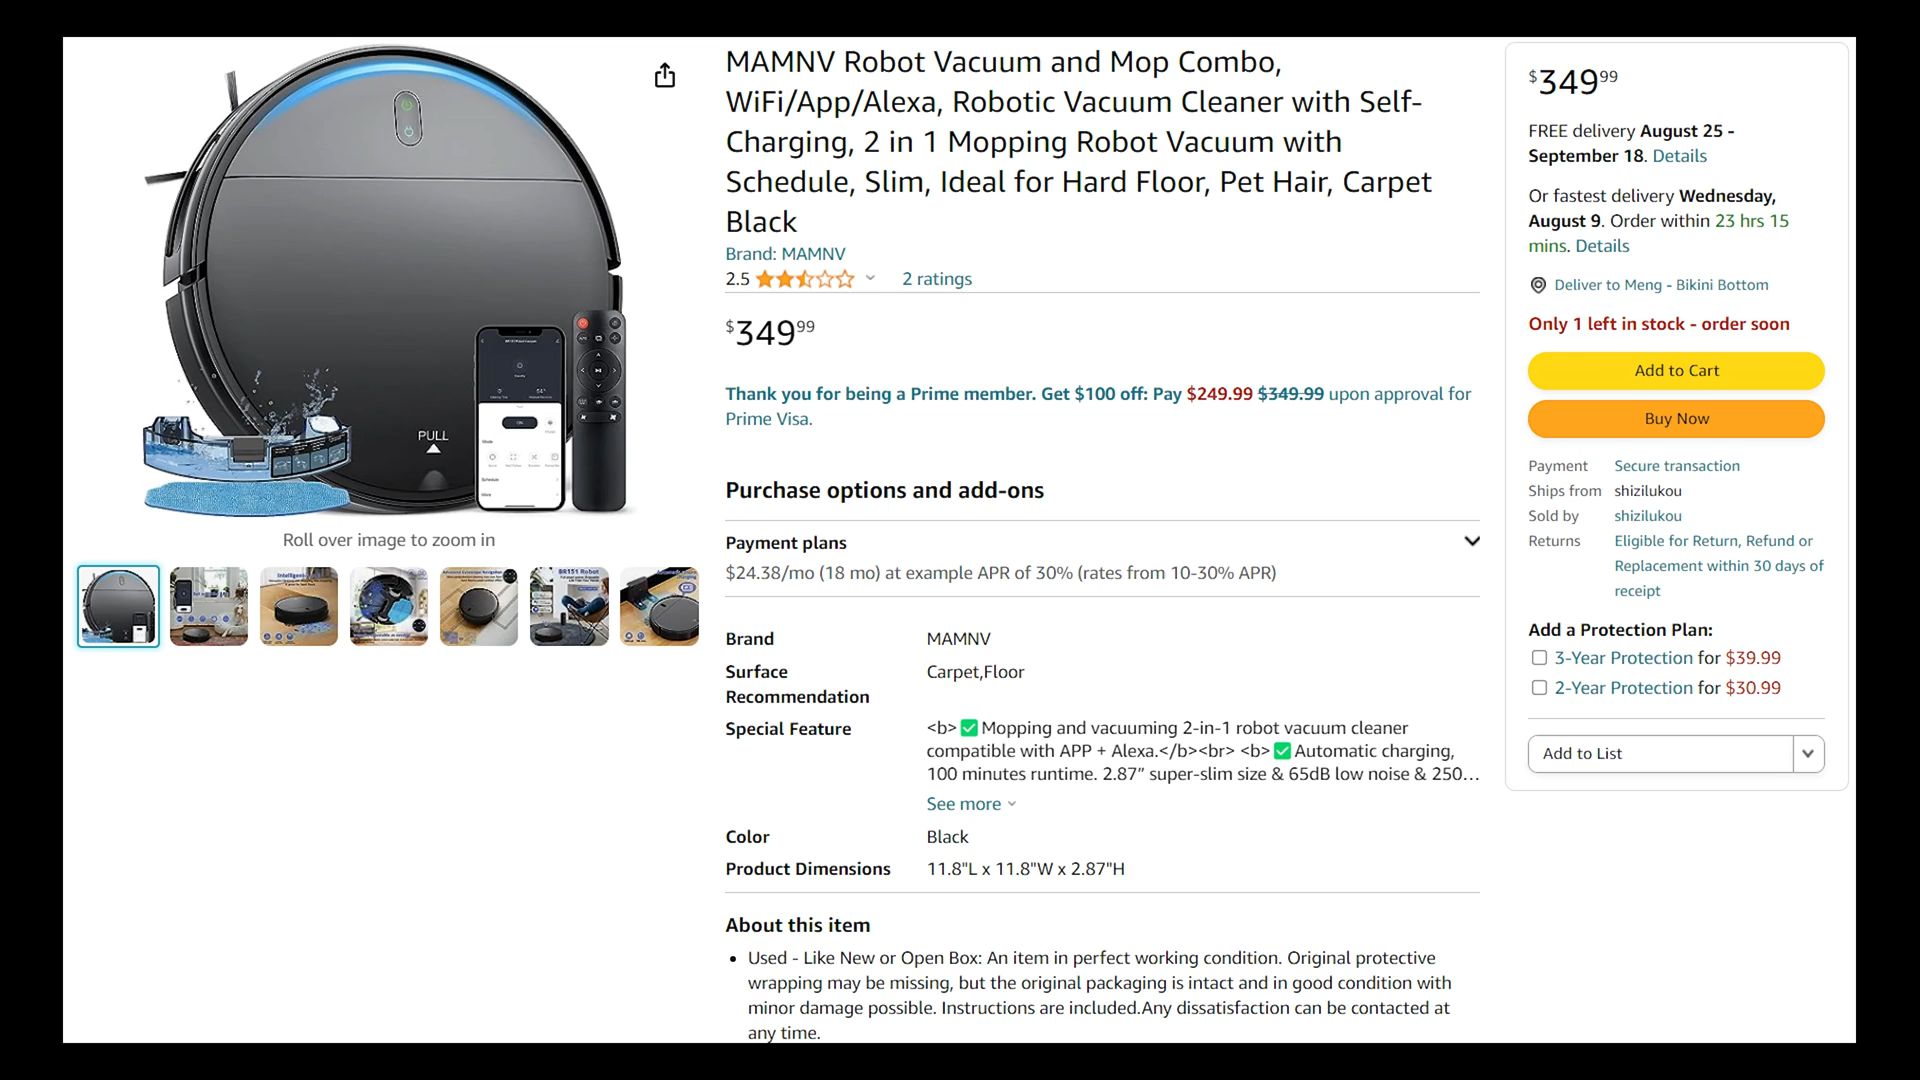 PULL
Roll over image to zoom in
MAMNV Robot Vacuum and Mop Combo,
WiFi/App/Alexa, Robotic Vacuum Cleaner with Self-
Charging, 2 in 1 Mopping Robot Vacuum with
Schedule, Slim, Ideal for Hard Floor, Pet Hair, Carpet
Black
Brand: MAMNV
2.5 2 ratings
$349.99
Thank you for being a Prime member. Get $100 off: Pay $249.99 $349.99 upon approval for
Prime Visa.
Purchase options and add-ons
Payment plans
$24.38/mo (18 mo) at example APR of 30% (rates from 10-30% APR)
Brand MAMNV
Surface Carpet,Floor
Recommendation
Special Feature <b>✅Mopping and vacuuming 2-in-1 robot vacuum cleaner
compatible with APP + Alexa.</b><br> <b>✅Automatic charging,
100 minutes runtime. 2.87” super-slim size & 65dB low noise & 250…
See more
Color Black
Product Dimensions 11.8"L x 11.8"W x 2.87"H
About this item
• Used - Like New or Open Box: An item in perfect working condition. Original protective
wrapping may be missing, but the original packaging is intact and in good condition with
minor damage possible. Instructions are included.Any dissatisfaction can be contacted at
any time.
$349.99
FREE delivery August 25 -
September 18. Details
Or fastest delivery Wednesday,
August 9. Order within 23 hrs 15
mins. Details
Deliver to Meng - Bikini Bottom
Only 1 left in stock - order soon
Add to Cart
Buy Now
Payment Secure transaction
Ships from shizilukou
Sold by shizilukou
Returns Eligible for Return, Refund or
Replacement within 30 days of
receipt
Add a Protection Plan:
3-Year Protection for $39.99
2-Year Protection for $30.99
Add to List